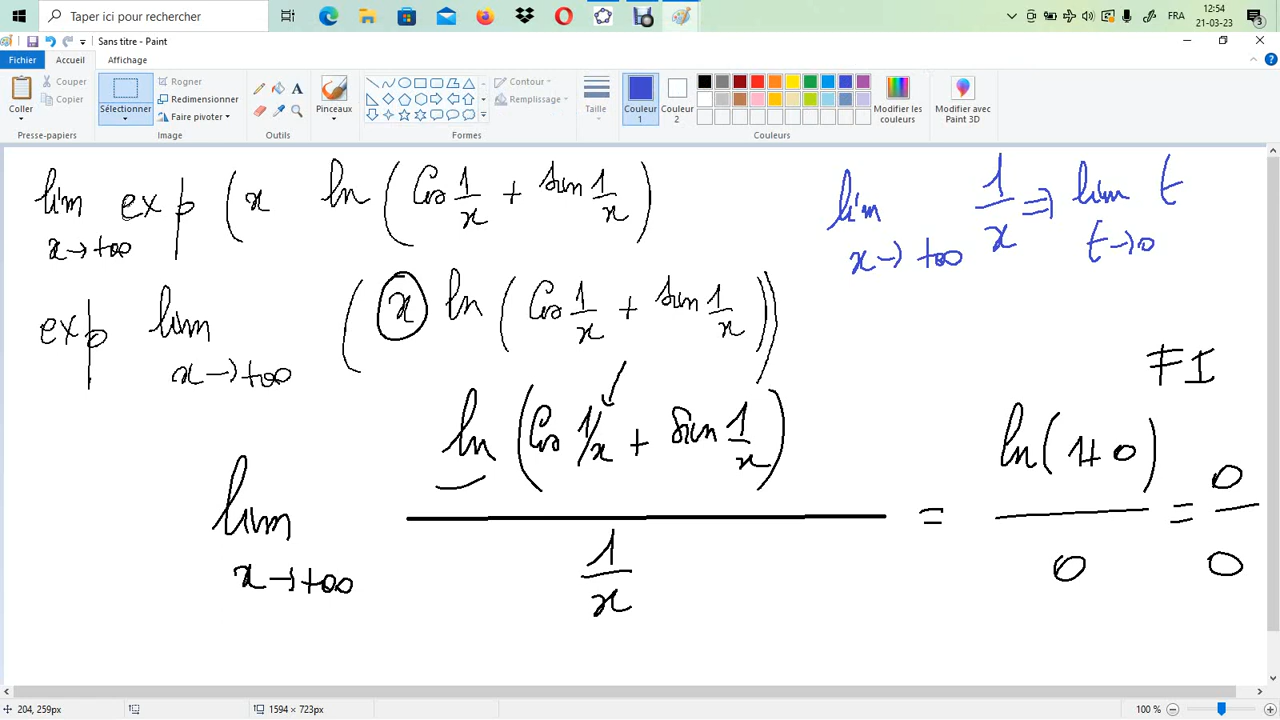 Taper ici pour rechercher
FRA
12:54
21-03-23
3
Sans titre - Paint
Fichier Accueil Affichage
Coller
Couper
Copier
Presse-papiers
Sélectionner
Rogner
Redimensionner
Faire pivoter
Image
A
Outils
Pinceaux
Contour
Remplissage
Formes
Taille
Couleur 1
Couleur 2
Modifier les couleurs
Modifier avec Paint 3D
Couleurs
lim x→+∞ exp (x ln (Cos 1/x + sin 1/x)
lim x→+∞ 1/x ⇒ lim t→0 t
exp lim x→+∞ (x ln (Cos 1/x + sin 1/x))
FI
lim x→+∞ ln (Cos 1/x + sin 1/x) / 1/x = ln(1+0) / 0 = 0/0
204, 259px
1594 × 723px
100 %